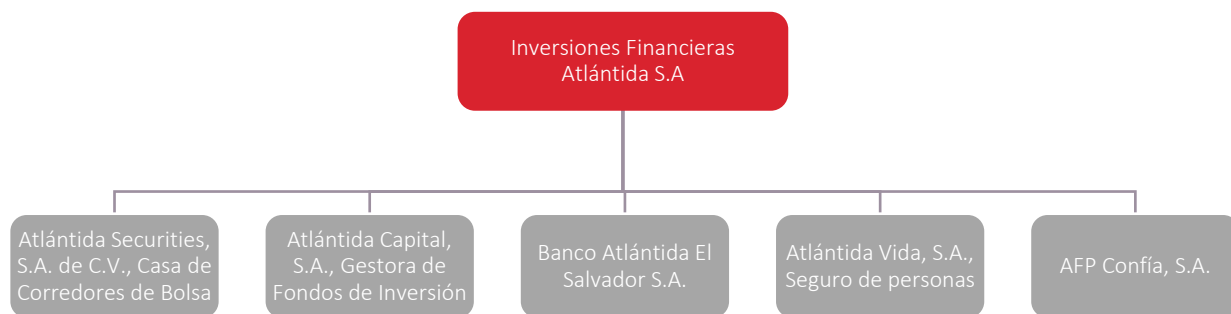 Inversiones Financieras
Atlántida S.A
Atlántida Securities,
S.A. de C.V., Casa de
Corredores de Bolsa
Atlántida Capital,
S.A., Gestora de
Fondos de Inversión
Banco Atlántida El
Salvador S.A.
Atlántida Vida, S.A.,
Seguro de personas
AFP Confía, S.A.